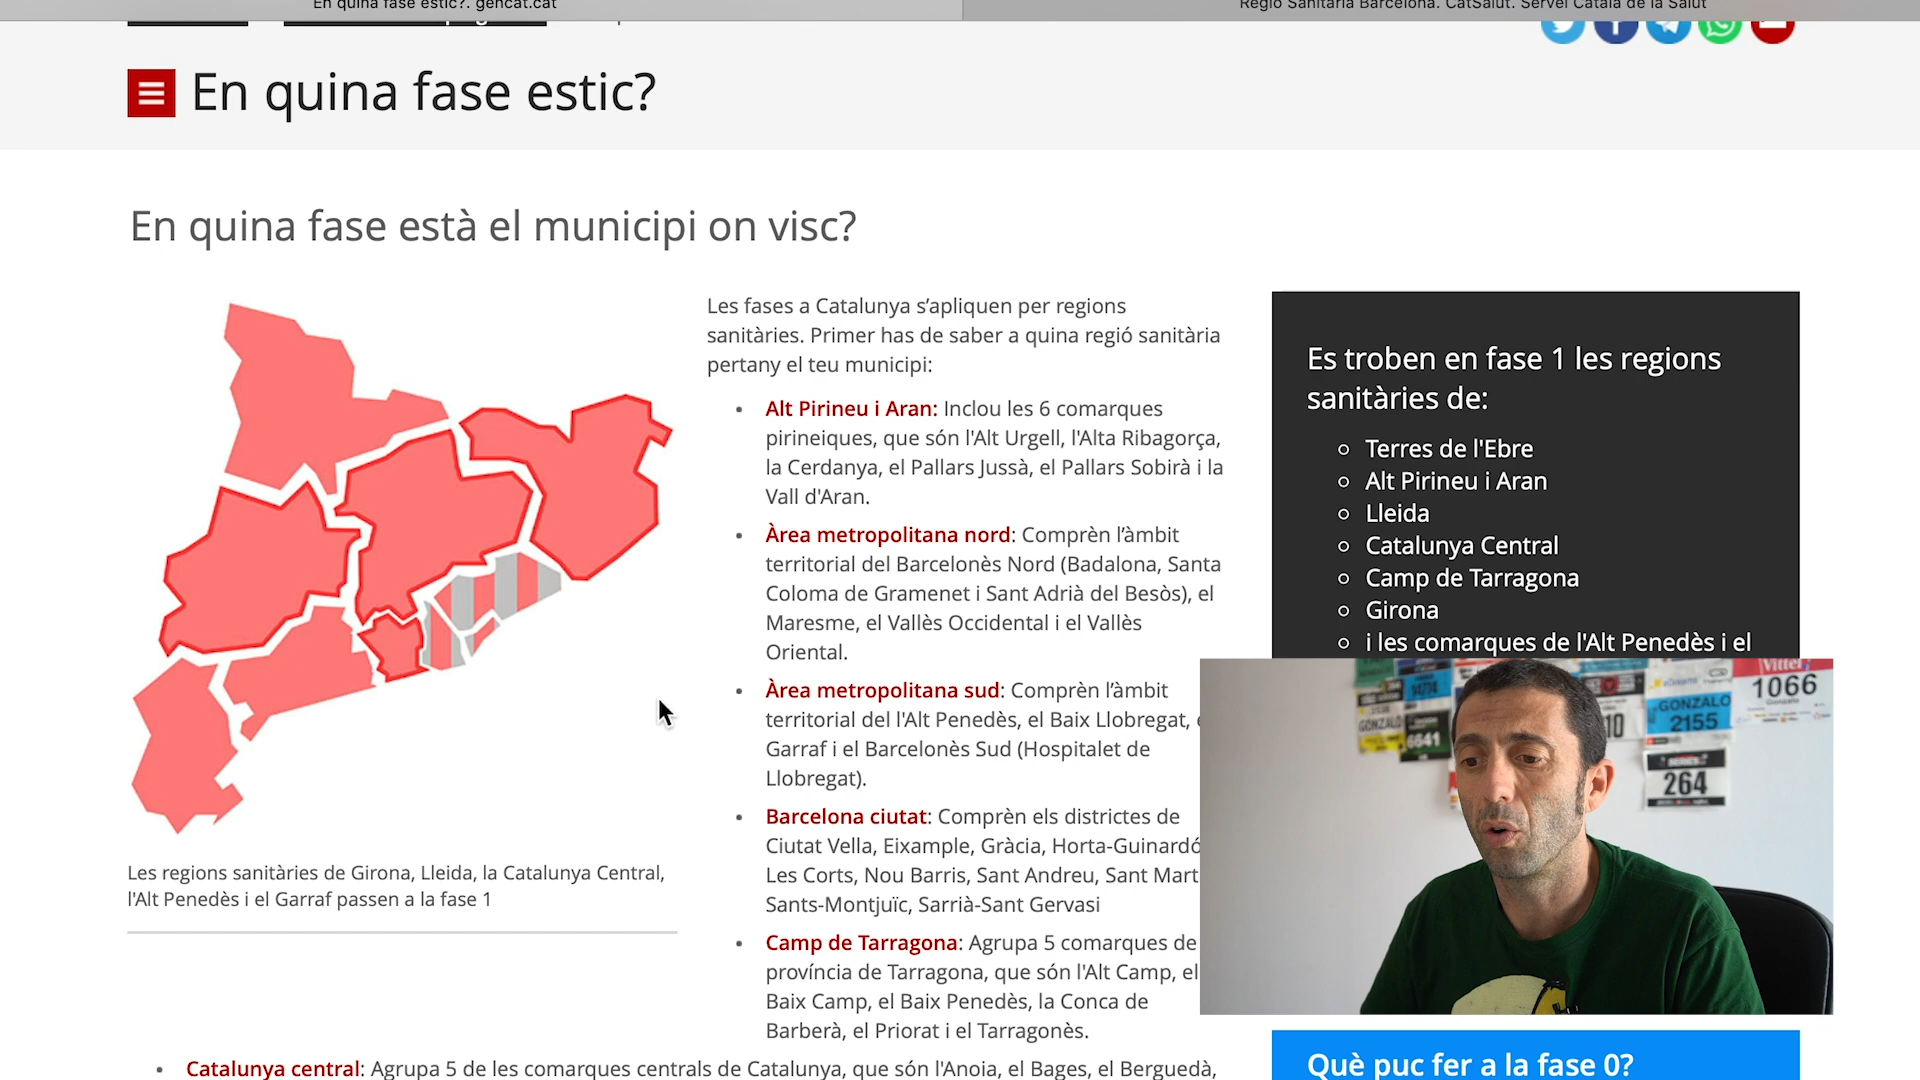 En quina fase estic?. gencat.cat
Regió Sanitària Barcelona. CatSalut. Servei Català de la Salut
En quina fase estic?
En quina fase està el municipi on visc?
Les regions sanitàries de Girona, Lleida, la Catalunya Central,
l'Alt Penedès i el Garraf passen a la fase 1
Les fases a Catalunya s’apliquen per regions
sanitàries. Primer has de saber a quina regió sanitària
pertany el teu municipi:
Alt Pirineu i Aran: Inclou les 6 comarques
pirineiques, que són l'Alt Urgell, l'Alta Ribagorça,
la Cerdanya, el Pallars Jussà, el Pallars Sobirà i la
Vall d'Aran.
Àrea metropolitana nord: Comprèn l’àmbit
territorial del Barcelonès Nord (Badalona, Santa
Coloma de Gramenet i Sant Adrià del Besòs), el
Maresme, el Vallès Occidental i el Vallès
Oriental.
Àrea metropolitana sud: Comprèn l’àmbit
territorial del l'Alt Penedès, el Baix Llobregat,
Garraf i el Barcelonès Sud (Hospitalet de
Llobregat).
Barcelona ciutat: Comprèn els districtes de
Ciutat Vella, Eixample, Gràcia, Horta-Guinardó
Les Corts, Nou Barris, Sant Andreu, Sant Mart
Sants-Montjuïc, Sarrià-Sant Gervasi
Camp de Tarragona: Agrupa 5 comarques de
província de Tarragona, que són l'Alt Camp, el
Baix Camp, el Baix Penedès, la Conca de
Barberà, el Priorat i el Tarragonès.
Catalunya central: Agrupa 5 de les comarques centrals de Catalunya, que són l'Anoia, el Bages, el Berguedà,
Es troben en fase 1 les regions
sanitàries de:
Terres de l'Ebre
Alt Pirineu i Aran
Lleida
Catalunya Central
Camp de Tarragona
Girona
i les comarques de l'Alt Penedès i el
Vittel
1066
GONZALO
2155
GONZALO
6641
10
264
Què puc fer a la fase 0?